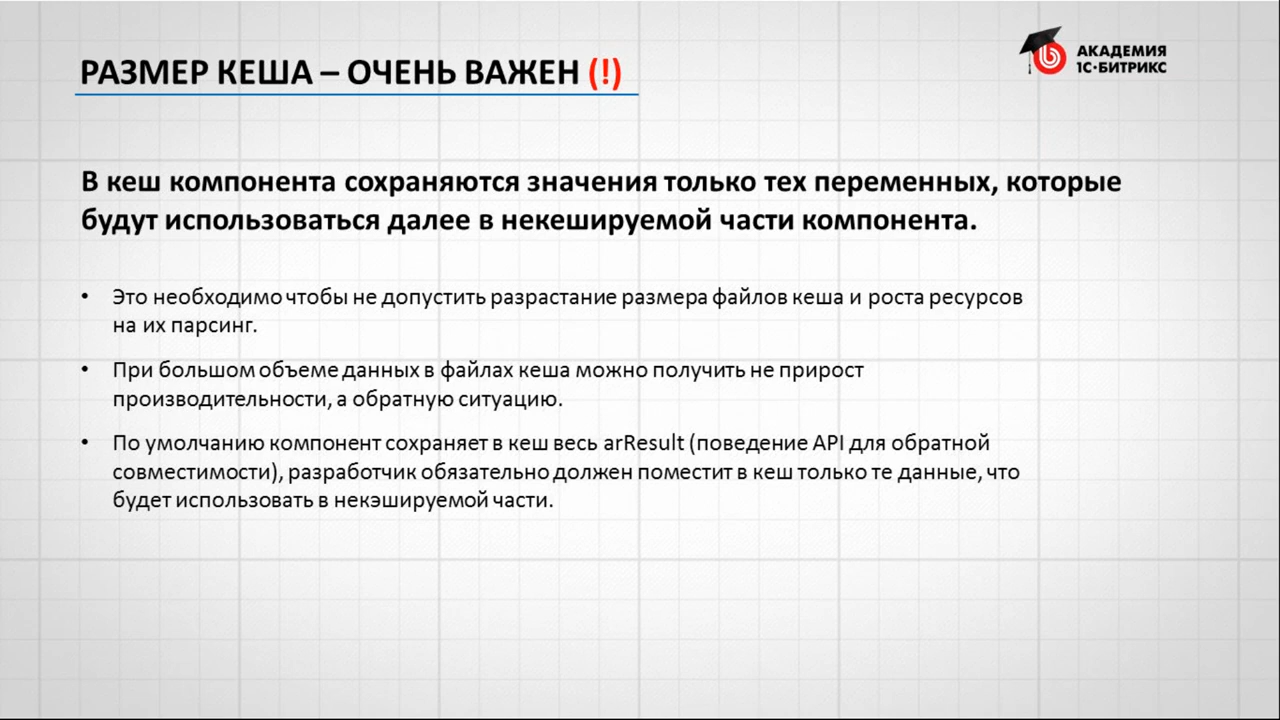 РАЗМЕР КЕША – ОЧЕНЬ ВАЖЕН (!)
АКАДЕМИЯ
1С·БИТРИКС
В кеш компонента сохраняются значения только тех переменных, которые
будут использоваться далее в некешируемой части компонента.
• Это необходимо чтобы не допустить разрастание размера файлов кеша и роста ресурсов
на их парсинг.
• При большом объеме данных в файлах кеша можно получить не прирост
производительности, а обратную ситуацию.
• По умолчанию компонент сохраняет в кеш весь arResult (поведение API для обратной
совместимости), разработчик обязательно должен поместит в кеш только те данные, что
будет использовать в некэшируемой части.